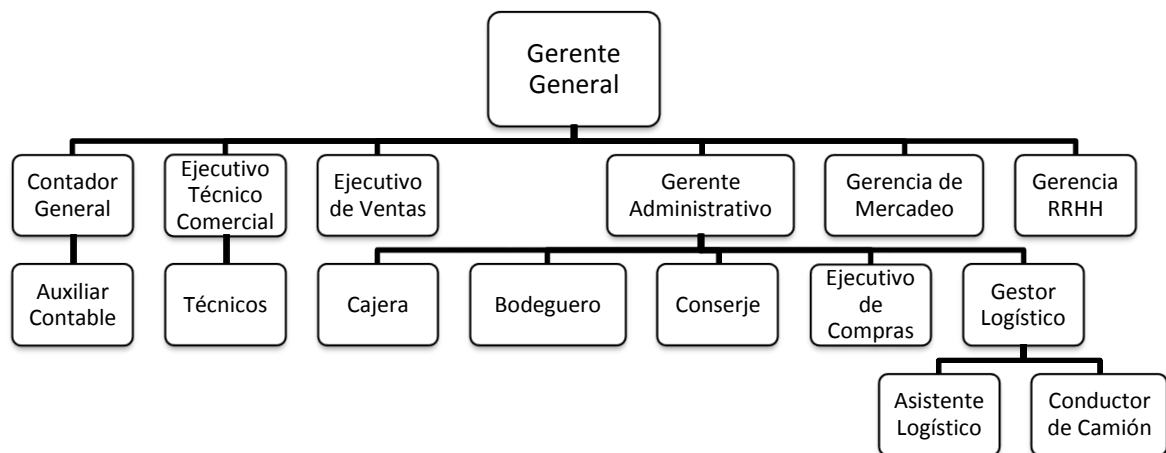 Gerente
General
Contador
General
Ejecutivo
Técnico
Comercial
Ejecutivo
de Ventas
Gerente
Administrativo
Gerencia de
Mercadeo
Gerencia
RRHH
Auxiliar
Contable
Técnicos
Cajera
Bodeguero
Conserje
Ejecutivo
de
Compras
Gestor
Logístico
Asistente
Logístico
Conductor
de Camión